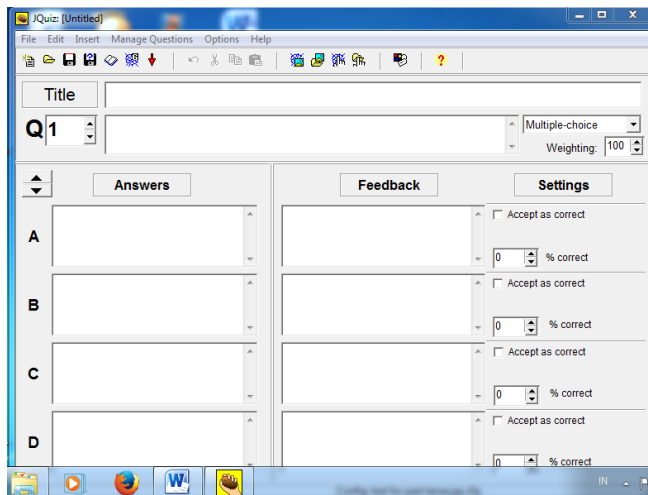 JQuiz: [Untitled]
File Edit Insert Manage Questions Options Help
Title
Q 1
Multiple-choice
Weighting: 100
Answers Feedback Settings
A
Accept as correct
0 % correct
B
Accept as correct
0 % correct
C
Accept as correct
0 % correct
D
Accept as correct
0 % correct
IN